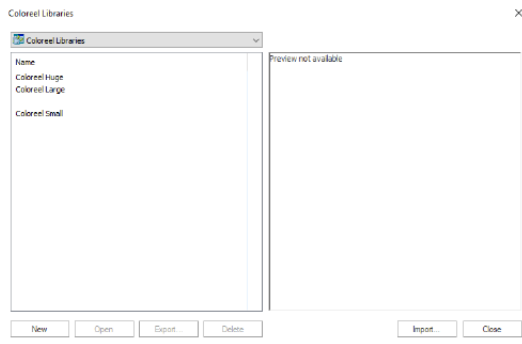 Coloreel Libraries
Coloreel Libraries
Preview not available
Name
Coloreel Huge
Coloreel Large
Coloreel Small
New
Open
Export...
Delete
Import...
Close